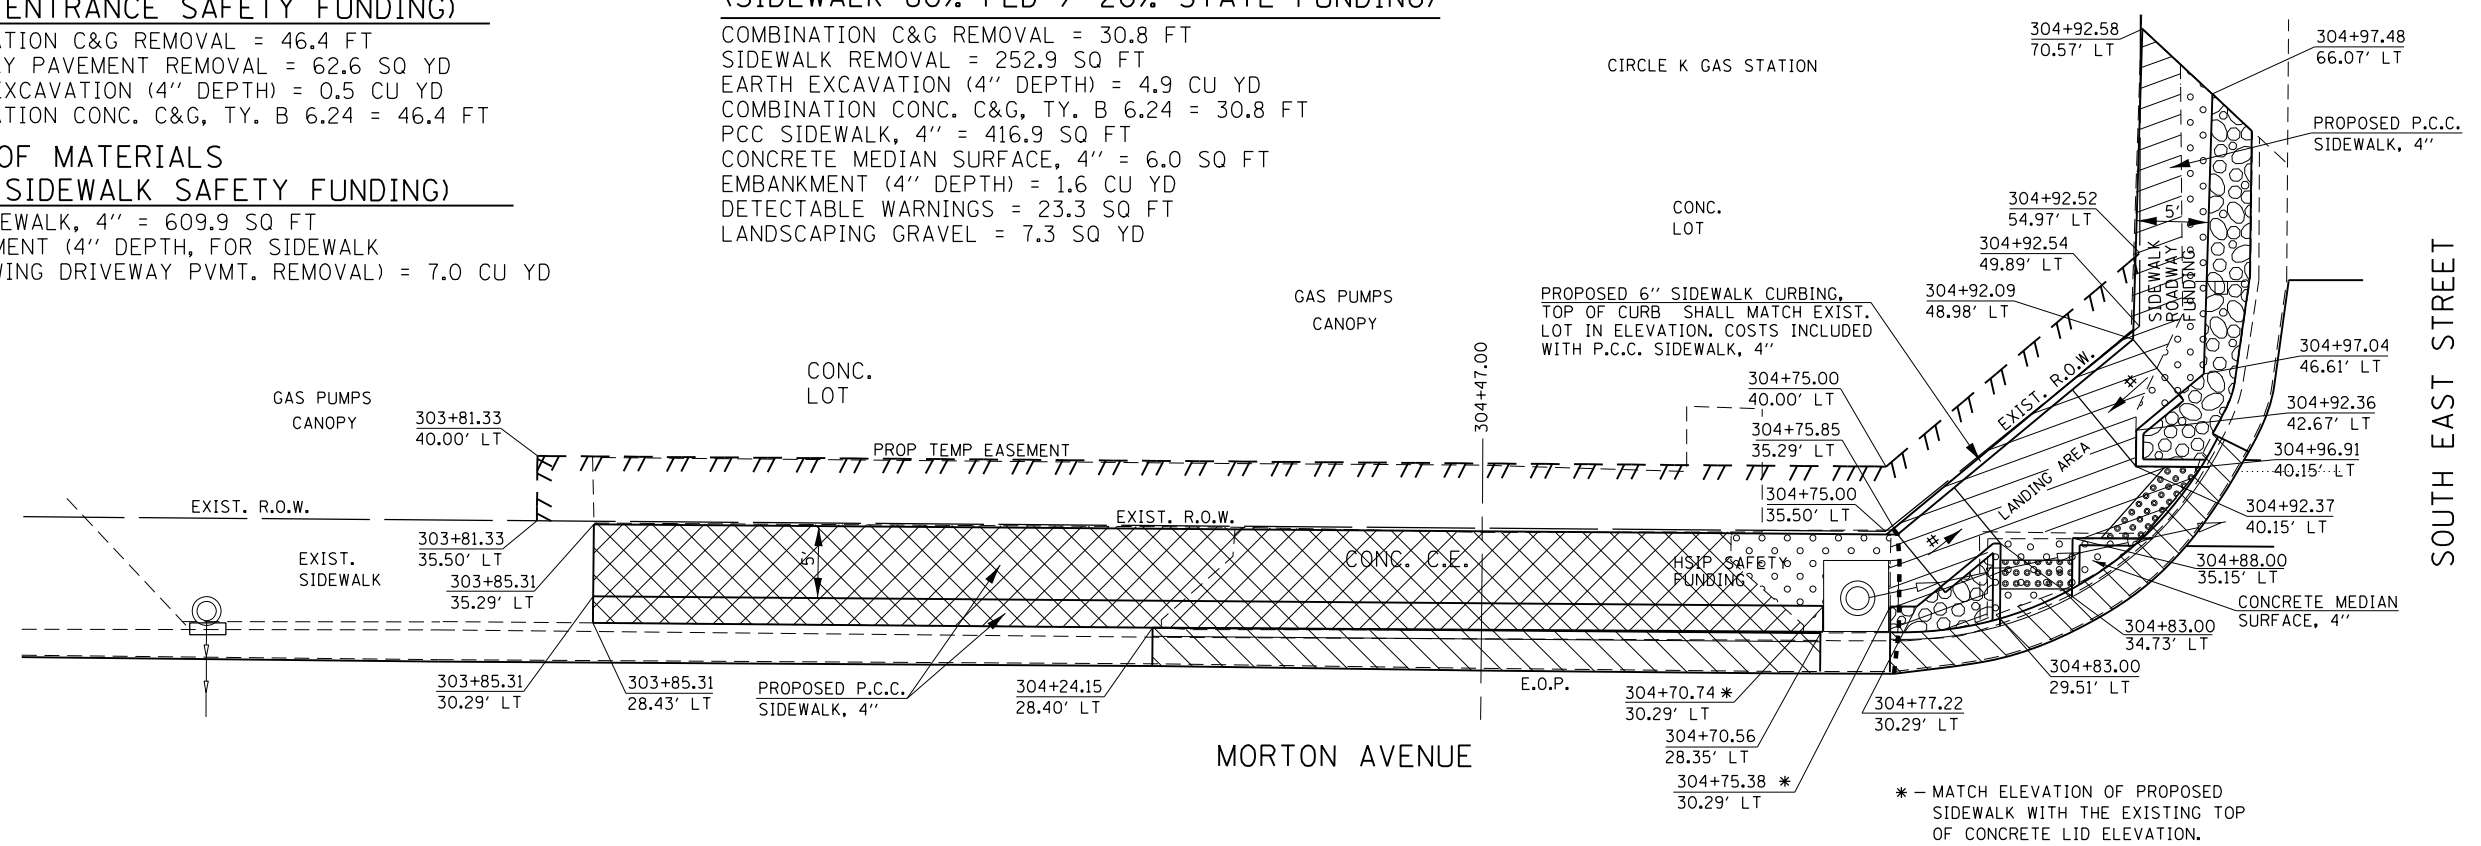 ENTRANCE SAFETY FUNDING)
TION C&G REMOVAL = 46.4 FT
Y PAVEMENT REMOVAL = 62.6 SQ YD
EXCAVATION (4'' DEPTH) = 0.5 CU YD
TION CONC. C&G, TY. B 6.24 = 46.4 FT
OF MATERIALS
SIDEWALK SAFETY FUNDING)
EWALK, 4'' = 609.9 SQ FT
MENT (4'' DEPTH, FOR SIDEWALK
WING DRIVEWAY PVMT. REMOVAL) = 7.0 CU YD
(SIDEWALK 80% FED / 20% STATE FUNDING)
COMBINATION C&G REMOVAL = 30.8 FT
SIDEWALK REMOVAL = 252.9 SQ FT
EARTH EXCAVATION (4'' DEPTH) = 4.9 CU YD
COMBINATION CONC. C&G, TY. B 6.24 = 30.8 FT
PCC SIDEWALK, 4'' = 416.9 SQ FT
CONCRETE MEDIAN SURFACE, 4'' = 6.0 SQ FT
EMBANKMENT (4'' DEPTH) = 1.6 CU YD
DETECTABLE WARNINGS = 23.3 SQ FT
LANDSCAPING GRAVEL = 7.3 SQ YD
CIRCLE K GAS STATION
304+92.58
70.57' LT
304+97.48
66.07' LT
PROPOSED P.C.C.
SIDEWALK, 4''
CONC.
LOT
304+92.52
54.97' LT
304+92.54
49.89' LT
304+92.09
48.98' LT
5'
SIDEWALK
ROADWAY
FUNDING
SOUTH EAST STREET
GAS PUMPS
CANOPY
PROPOSED 6'' SIDEWALK CURBING,
TOP OF CURB SHALL MATCH EXIST.
LOT IN ELEVATION. COSTS INCLUDED
WITH P.C.C. SIDEWALK, 4''
304+47.00
CONC.
LOT
GAS PUMPS
CANOPY
303+81.33
40.00' LT
PROP TEMP EASEMENT
304+75.00
40.00' LT
304+75.85
35.29' LT
304+75.00
35.50' LT
EXIST. R.O.W.
#
LANDING AREA
#
304+97.04
46.61' LT
304+92.36
42.67' LT
304+96.91
40.15' LT
304+92.37
40.15' LT
304+88.00
35.15' LT
CONCRETE MEDIAN
SURFACE, 4''
304+83.00
34.73' LT
304+83.00
29.51' LT
EXIST. R.O.W.
EXIST. R.O.W.
EXIST.
SIDEWALK
303+81.33
35.50' LT
303+85.31
35.29' LT
5'
CONC. C.E.
HSIP SAFETY
FUNDING
303+85.31
30.29' LT
303+85.31
28.43' LT
PROPOSED P.C.C.
SIDEWALK, 4''
304+24.15
28.40' LT
E.O.P.
304+70.74 *
30.29' LT
304+70.56
28.35' LT
304+75.38 *
30.29' LT
304+77.22
30.29' LT
MORTON AVENUE
* - MATCH ELEVATION OF PROPOSED
SIDEWALK WITH THE EXISTING TOP
OF CONCRETE LID ELEVATION.